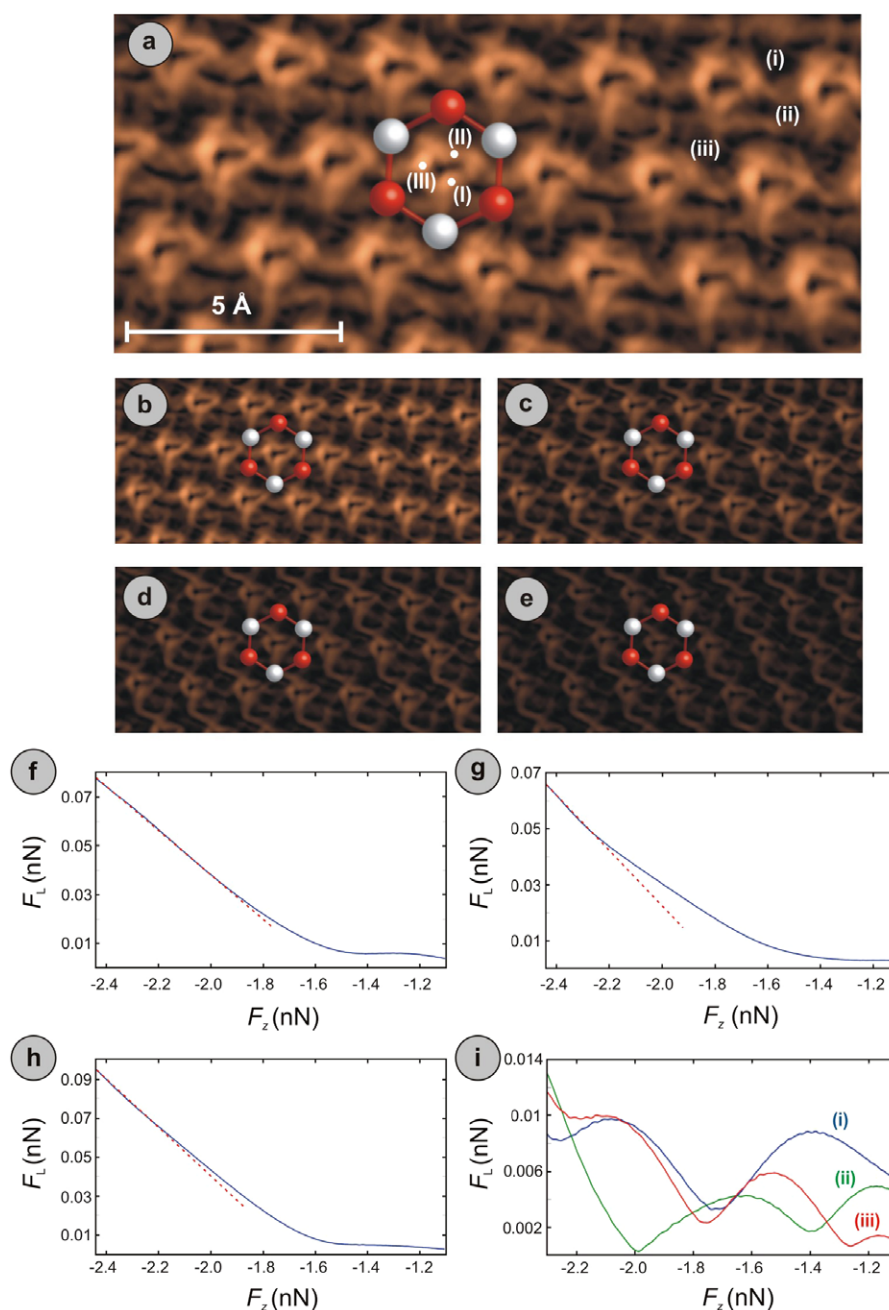 a
(i)
(ii)
(iii)
(II)
(III)
(I)
5 Å
b
c
d
e
f
0.07
0.05
0.03
0.01
F_L (nN)
-2.4 -2.2 -2.0 -1.8 -1.6 -1.4 -1.2
F_z (nN)
g
0.07
0.05
0.03
0.01
F_L (nN)
-2.4 -2.2 -2.0 -1.8 -1.6 -1.4 -1.2
F_z (nN)
h
0.09
0.07
0.05
0.03
0.01
F_L (nN)
-2.4 -2.2 -2.0 -1.8 -1.6 -1.4 -1.2
F_z (nN)
i
0.014
0.01
0.006
0.002
F_L (nN)
(i)
(ii)
(iii)
-2.2 -2.0 -1.8 -1.6 -1.4 -1.2
F_z (nN)